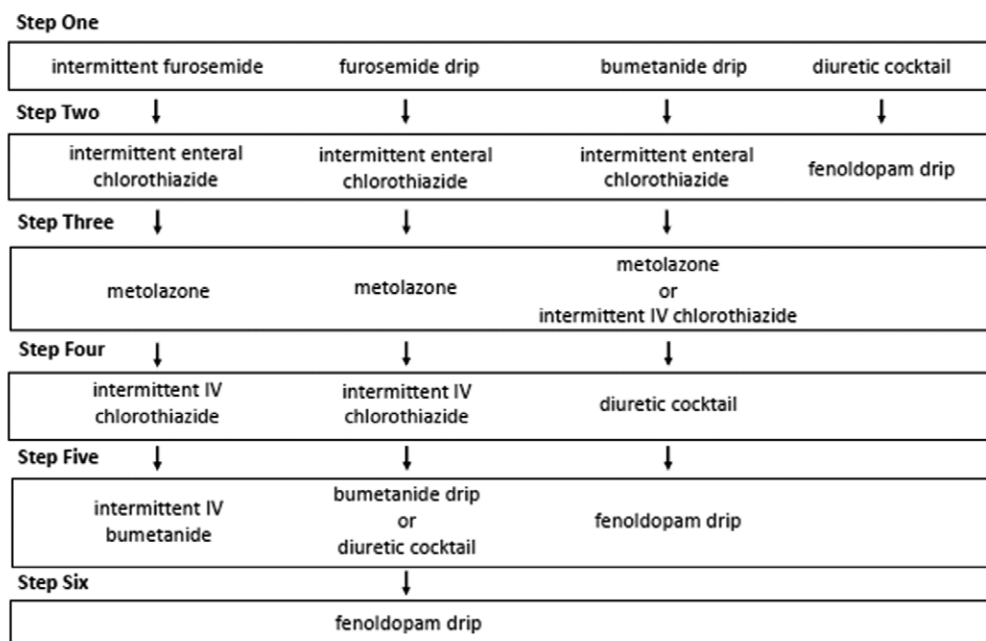 Step One
intermittent furosemide furosemide drip bumetanide drip diuretic cocktail
Step Two
intermittent enteral intermittent enteral intermittent enteral fenoldopam drip
chlorothiazide chlorothiazide chlorothiazide
Step Three
metolazone metolazone metolazone
or
intermittent IV chlorothiazide
Step Four
intermittent IV intermittent IV diuretic cocktail
chlorothiazide chlorothiazide
Step Five
intermittent IV bumetanide drip fenoldopam drip
bumetanide or
diuretic cocktail
Step Six
fenoldopam drip